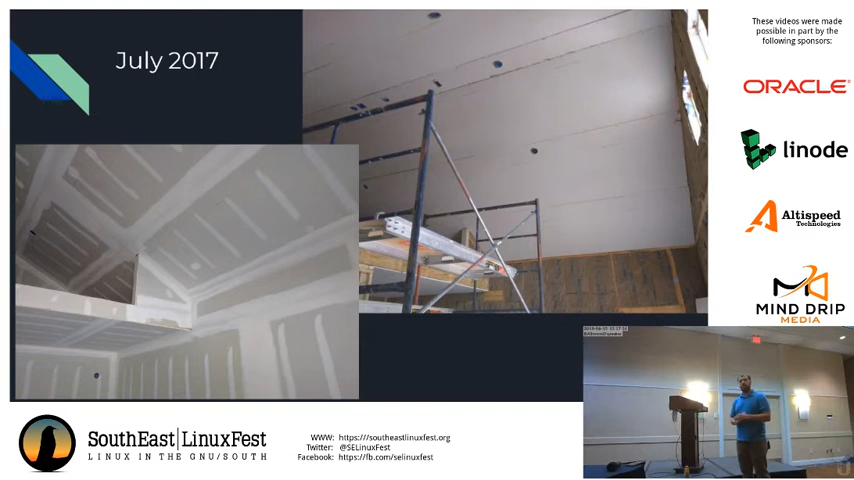 July 2017
These videos were made
possible in part by the
following sponsors:
ORACLE®
linode
Altispeed
Technologies
MIND DRIP
MEDIA
SouthEast|LinuxFest
LINUX IN THE GNU/SOUTH
WWW: https:///southeastlinuxfest.org
Twitter: @SELinuxFest
Facebook: https://fb.com/selinuxfest